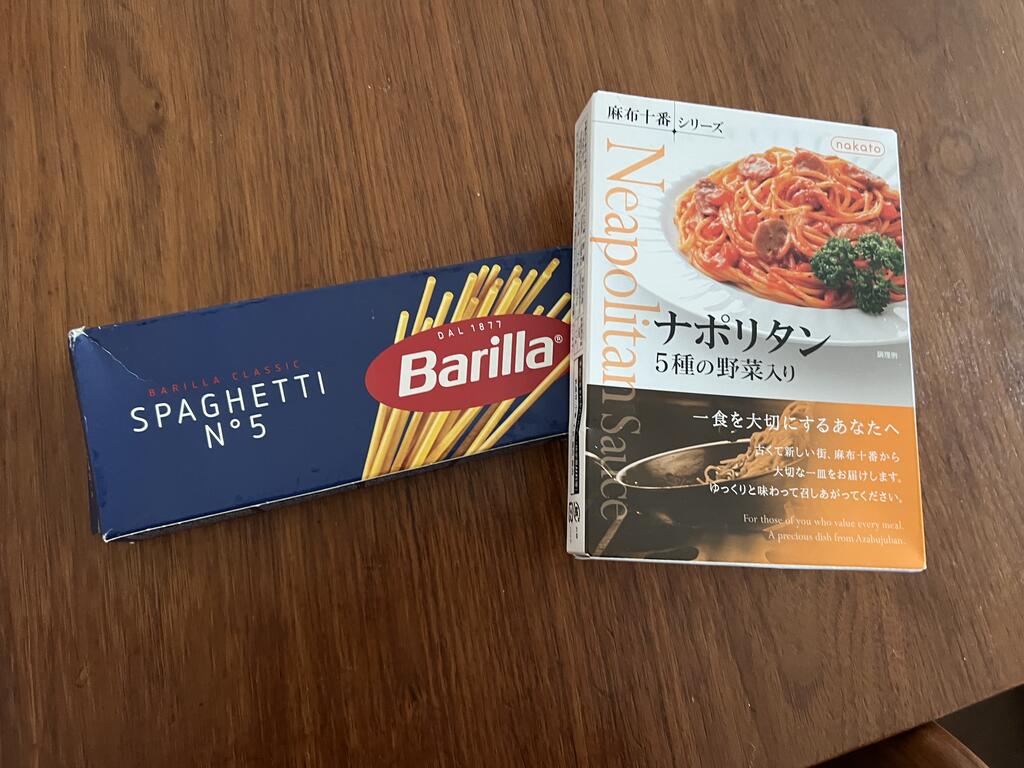 BARILLA CLASSIC
SPAGHETTI
N°5
DAL 1877
Barilla®
麻布十番 シリーズ
nakato
Neapolitan Sauce
ナポリタン
5種の野菜入り
調理例
一食を大切にするあなたへ
古くて新しい街、麻布十番から
大切な一皿をお届けします。
ゆっくりと味わって召しあがってください。
For those of you who value every meal.
A precious dish from Azabujuban.